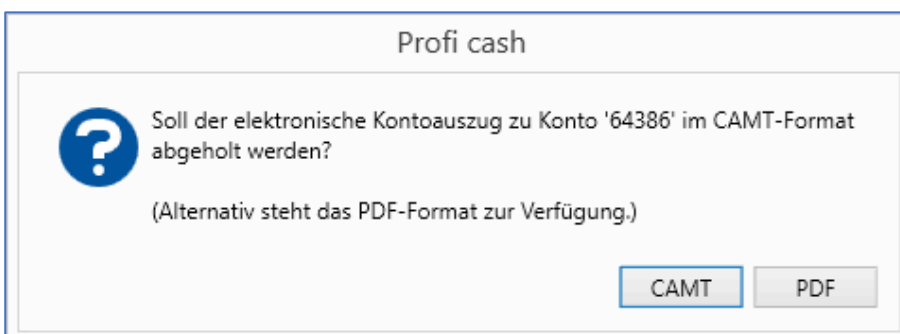 Profi cash
Soll der elektronische Kontoauszug zu Konto '64386' im CAMT-Format
abgeholt werden?
(Alternativ steht das PDF-Format zur Verfügung.)
CAMT
PDF